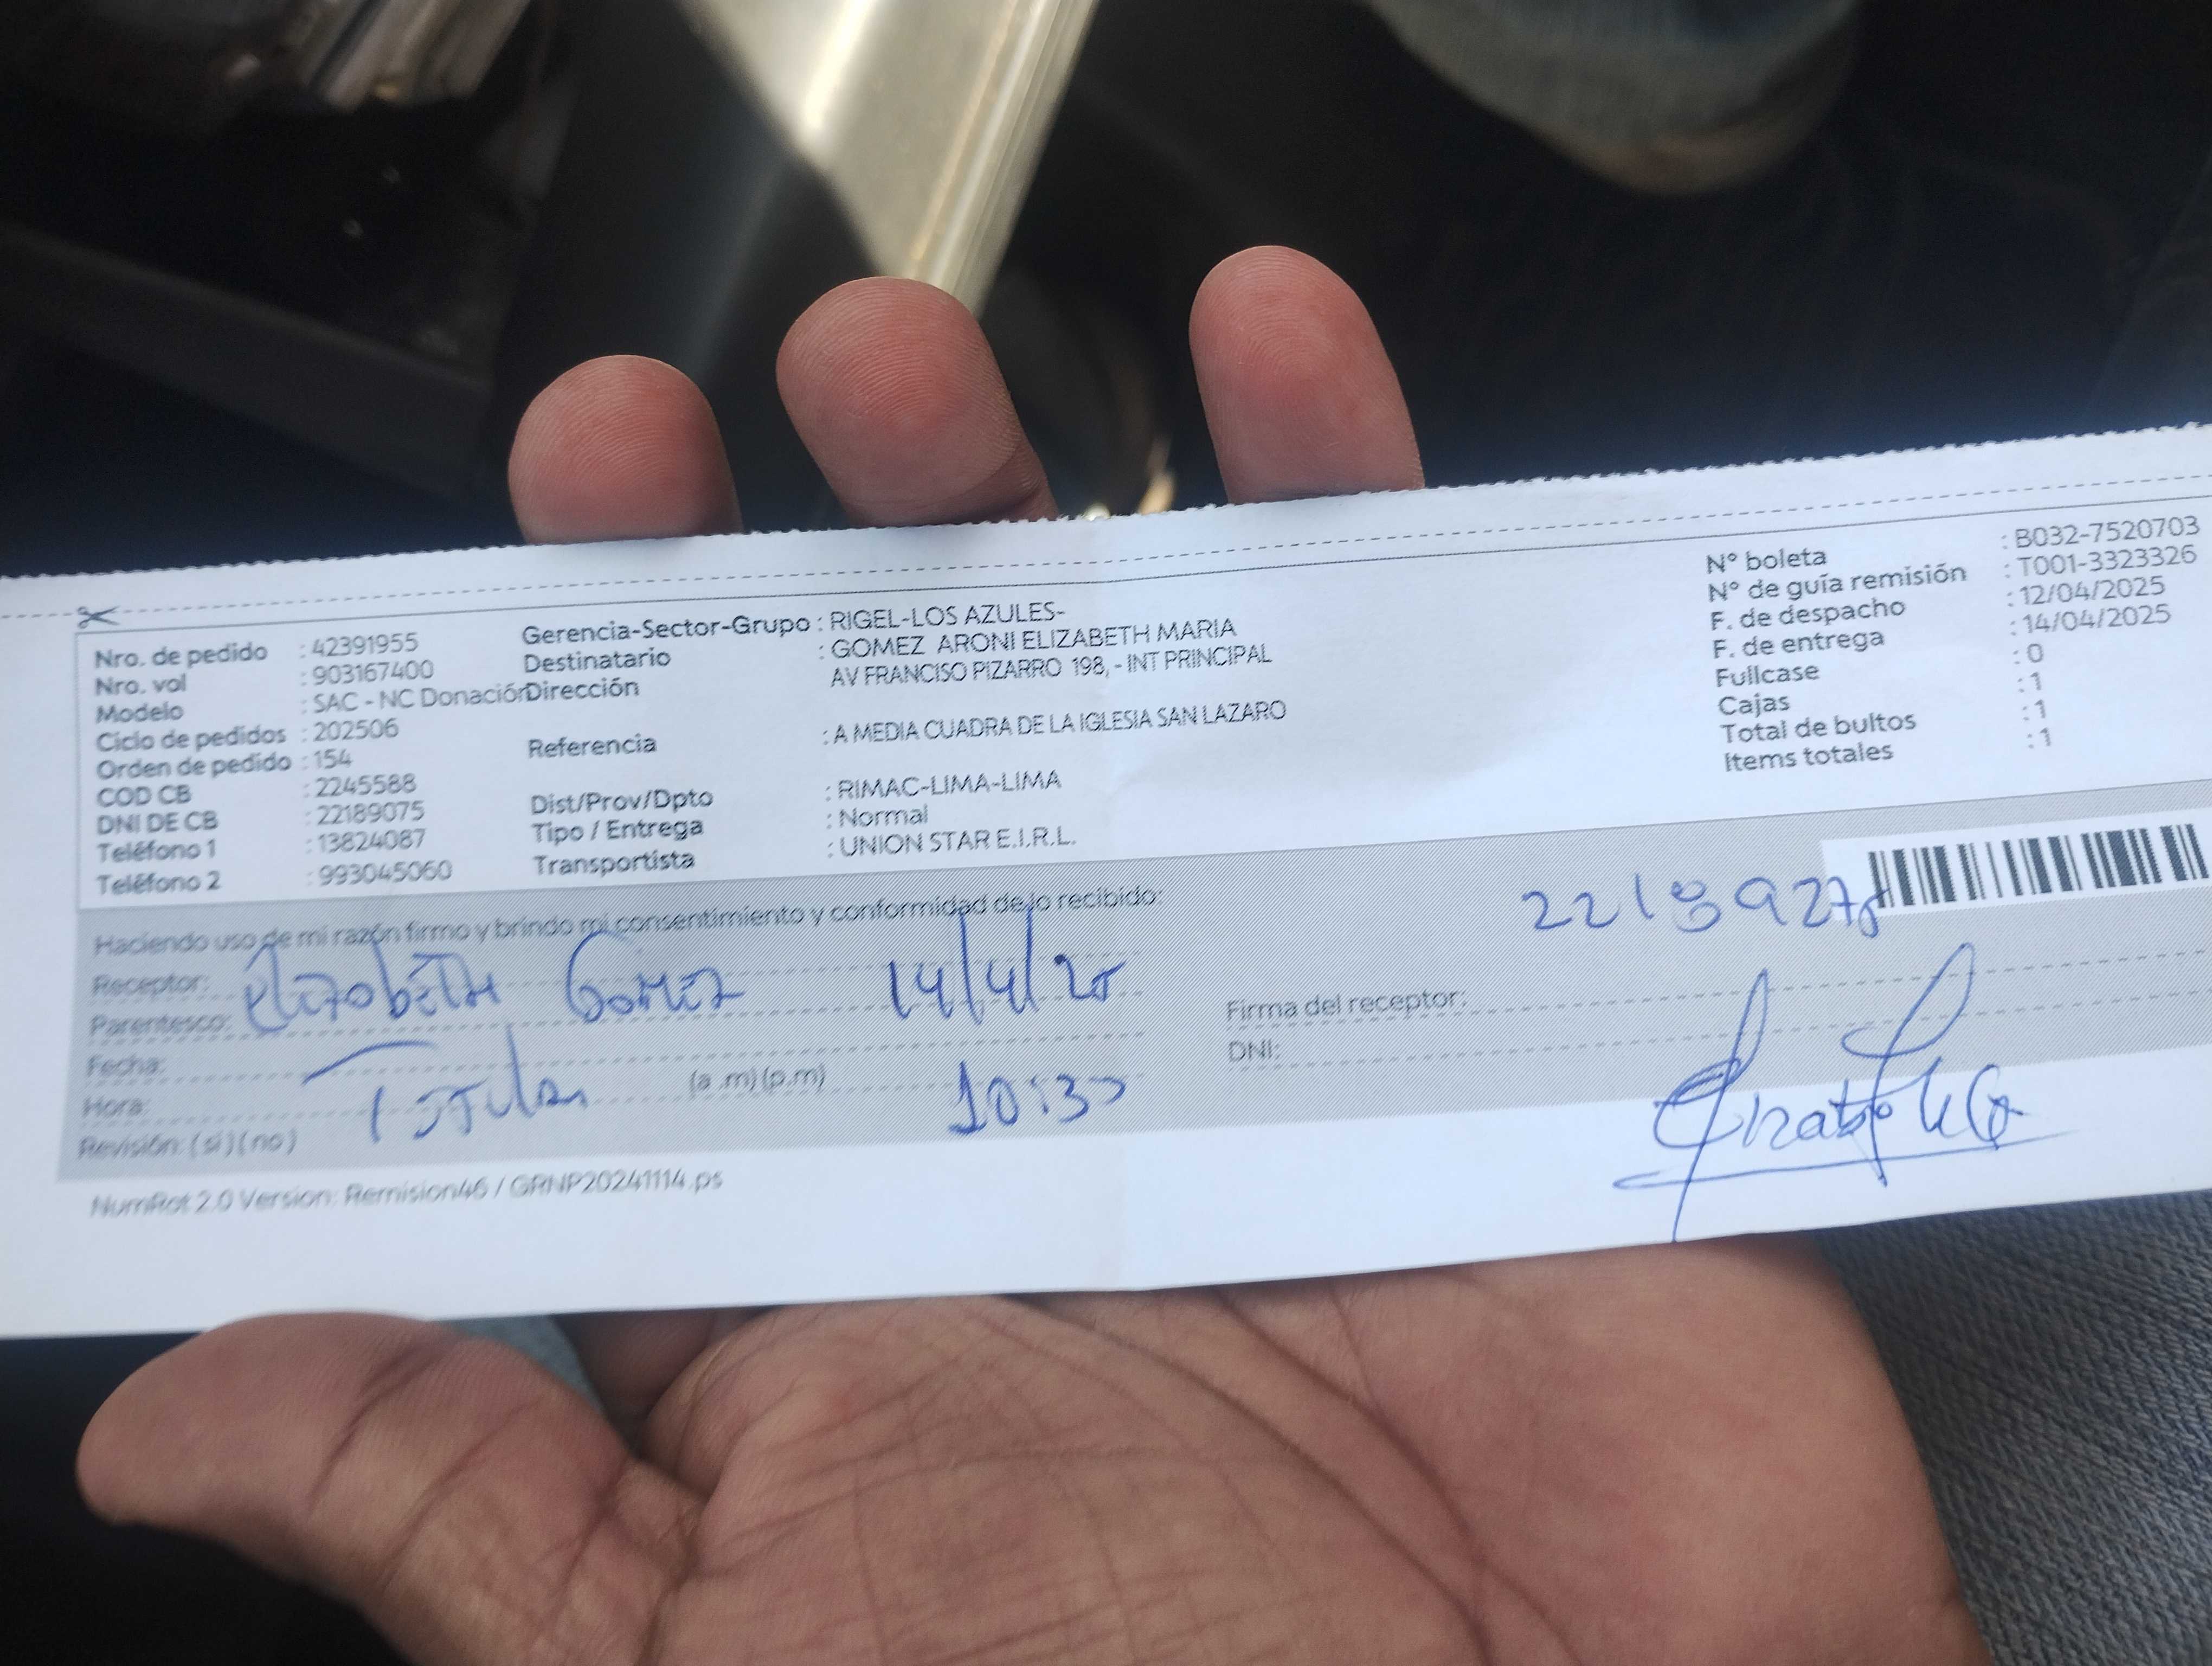 Nro. de pedido : 42391955
Nro. vol : 903167400
Modelo : SAC - NC Donación
Ciclo de pedidos : 202506
Orden de pedido : 154
COD CB : 2245588
DNI DE CB : 22189075
Teléfono 1 : 13824087
Teléfono 2 : 993045060
Gerencia-Sector-Grupo : RIGEL-LOS AZULES-
Destinatario : GOMEZ ARONI ELIZABETH MARIA
Dirección AV FRANCISO PIZARRO 198, - INT PRINCIPAL
Referencia : A MEDIA CUADRA DE LA IGLESIA SAN LAZARO
Dist/Prov/Dpto : RIMAC-LIMA-LIMA
Tipo / Entrega : Normal
Transportista : UNION STAR E.I.R.L.
N° boleta : B032-7520703
N° de guía remisión : T001-3323326
F. de despacho : 12/04/2025
F. de entrega : 14/04/2025
Fullcase : 0
Cajas : 1
Total de bultos : 1
Items totales : 1
Haciendo uso de mi razón firmo y brindo mi consentimiento y conformidad de lo recibido:
Receptor: Elizabeth Gomez 14/4/25
Parentesco:
Fecha:
Hora: Titular (a .m)(p.m) 10:30
Revisión: (si)(no)
Firma del receptor:
DNI:
NumRot 2.0 Version: Remision46 / GRNP20241114.ps